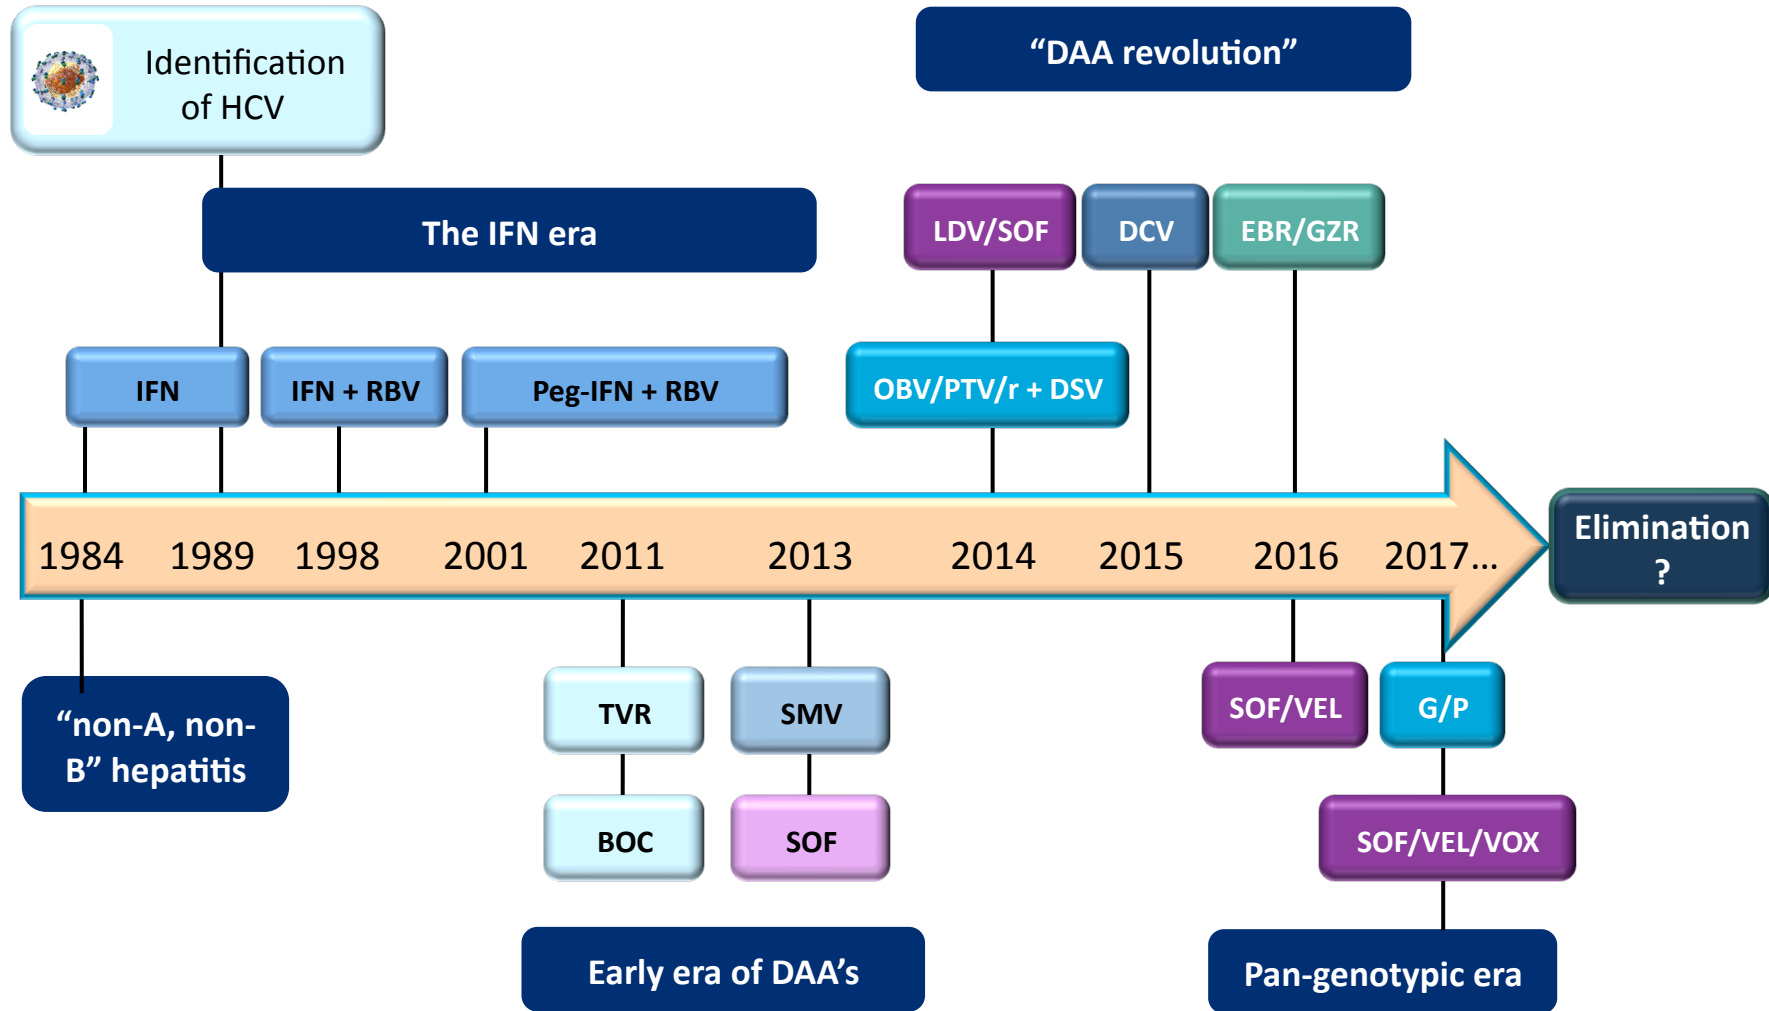 Identification
of HCV
“DAA revolution”
The IFN era
LDV/SOF
DCV
EBR/GZR
IFN
IFN + RBV
Peg-IFN + RBV
OBV/PTV/r + DSV
1984
1989
1998
2001
2011
2013
2014
2015
2016
2017...
Elimination
?
“non-A, non-
B” hepatitis
TVR
SMV
SOF/VEL
G/P
BOC
SOF
SOF/VEL/VOX
Early era of DAA’s
Pan-genotypic era